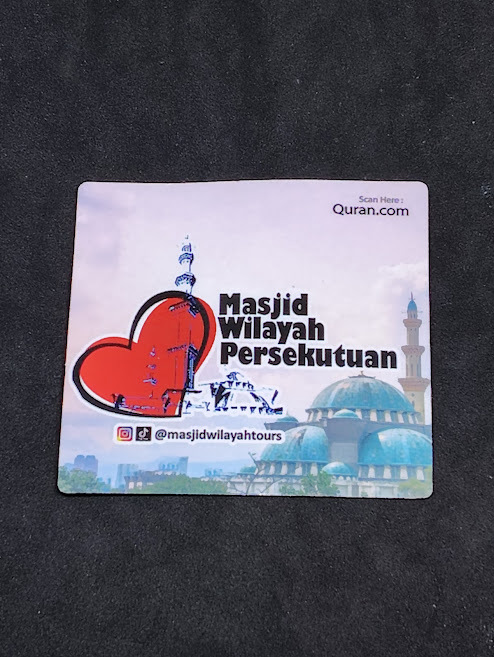 Scan Here :
Quran.com
Masjid
Wilayah
Persekutuan
@masjidwilayahtours